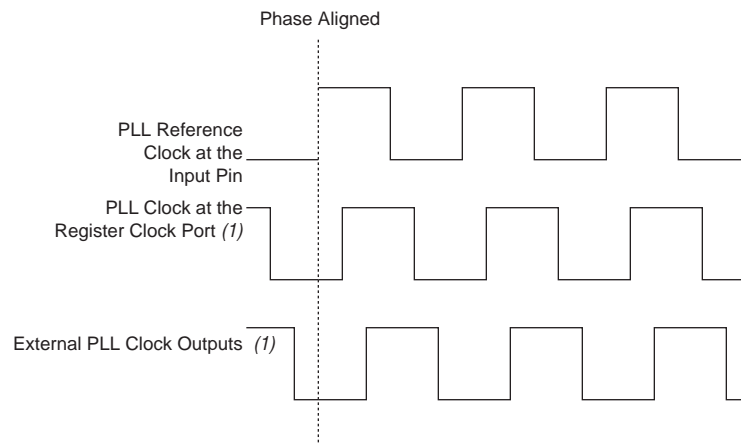 Phase Aligned
PLL Reference
Clock at the
Input Pin
PLL Clock at the
Register Clock Port (1)
External PLL Clock Outputs (1)